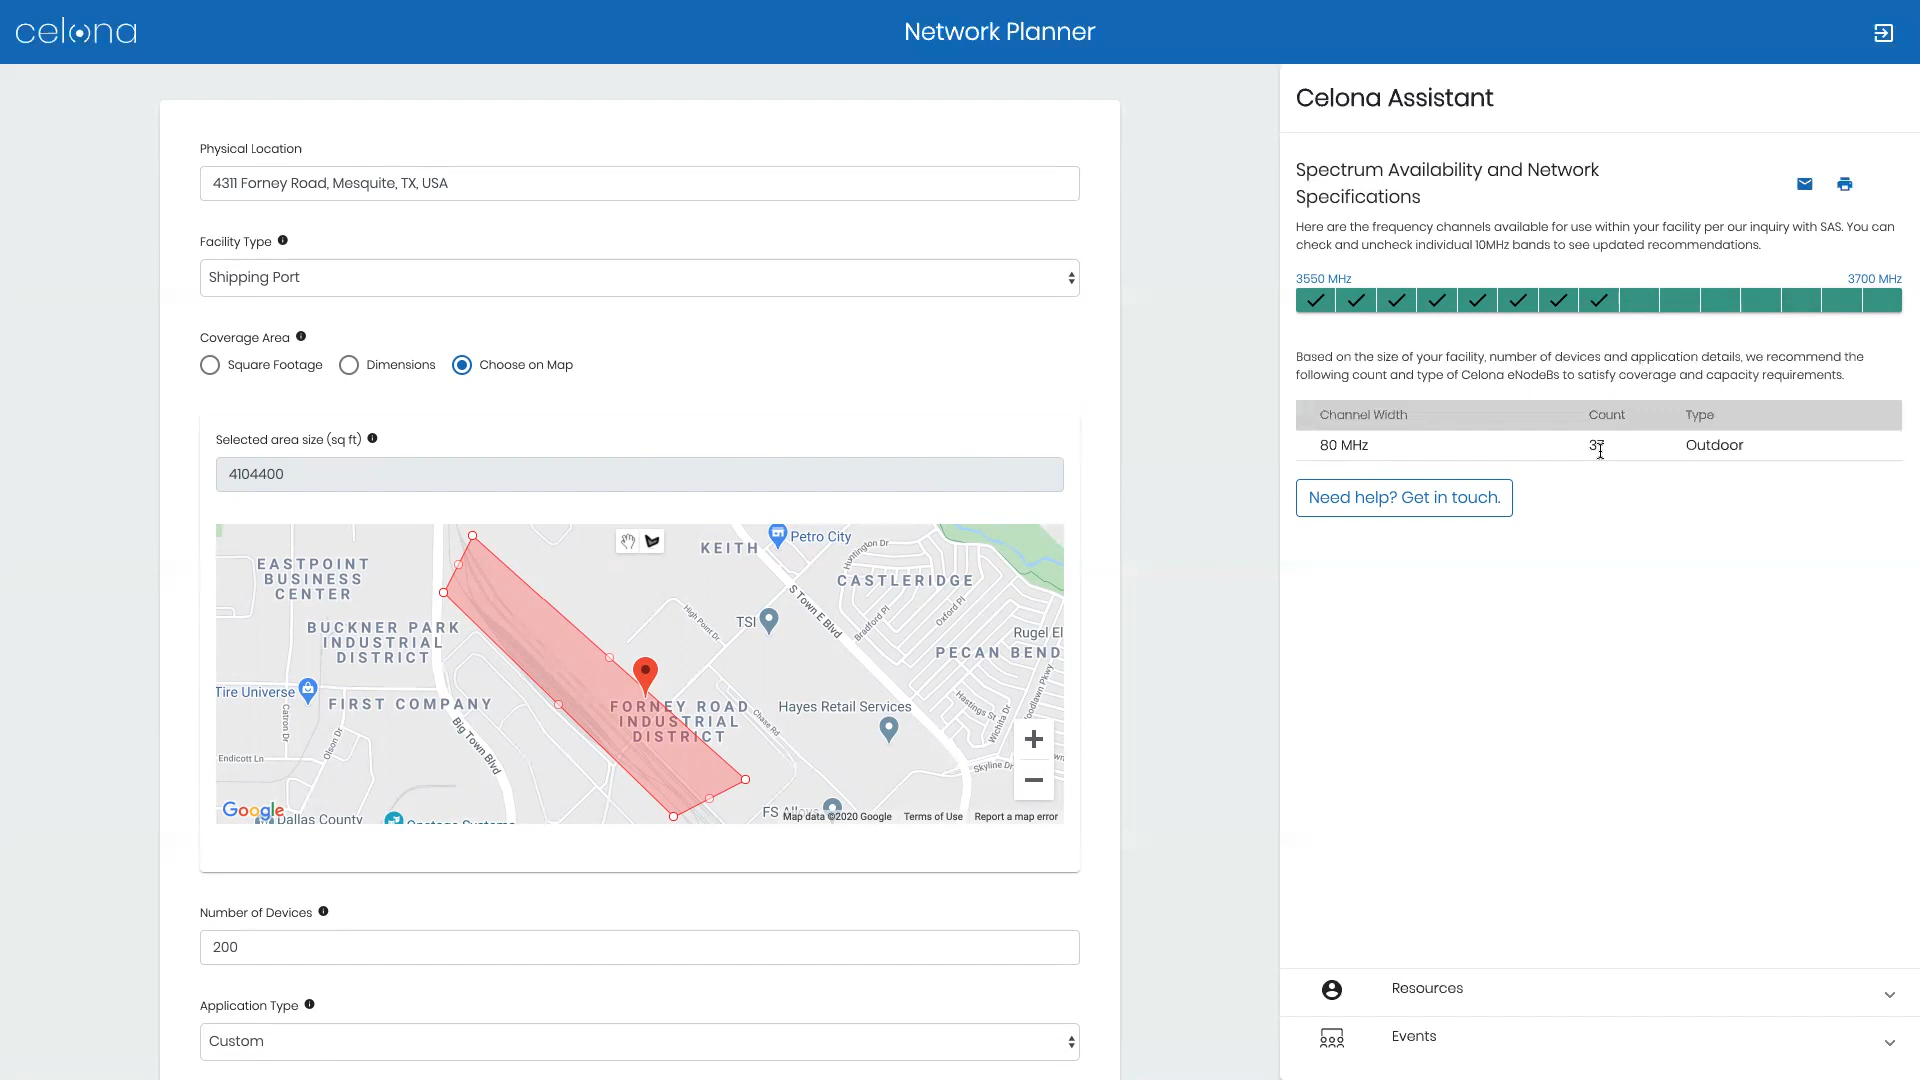 celona
Network Planner
Physical Location
4311 Forney Road, Mesquite, TX, USA
Facility Type
Shipping Port
Coverage Area
Square Footage
Dimensions
Choose on Map
Selected area size (sq ft)
4104400
EASTPOINT
BUSINESS
CENTER
BUCKNER PARK
INDUSTRIAL
DISTRICT
Tire Universe
FIRST COMPANY
Catron Dr
Olson Dr
Endicott Ln
Big Town Blvd
Google
Dallas County
KEITH
Petro City
Huntington Dr
CASTLERIDGE
S Town E Blvd
Bradford Pl
Oxford Pl
High Point Dr
TSI
Rugel El
PECAN BEND
Hastings St
Wichita Dr
Woodlawn Pkwy
FORNEY ROAD
INDUSTRIAL
DISTRICT
Chase Rd
Hayes Retail Services
Skyline Dr
FS Alloys
Map data ©2020 Google
Terms of Use
Report a map error
Number of Devices
200
Application Type
Custom
Celona Assistant
Spectrum Availability and Network
Specifications
Here are the frequency channels available for use within your facility per our inquiry with SAS. You can
check and uncheck individual 10MHz bands to see updated recommendations.
3550 MHz
3700 MHz
Based on the size of your facility, number of devices and application details, we recommend the
following count and type of Celona eNodeBs to satisfy coverage and capacity requirements.
Channel Width Count Type
80 MHz 37 Outdoor
Need help? Get in touch.
Resources
Events